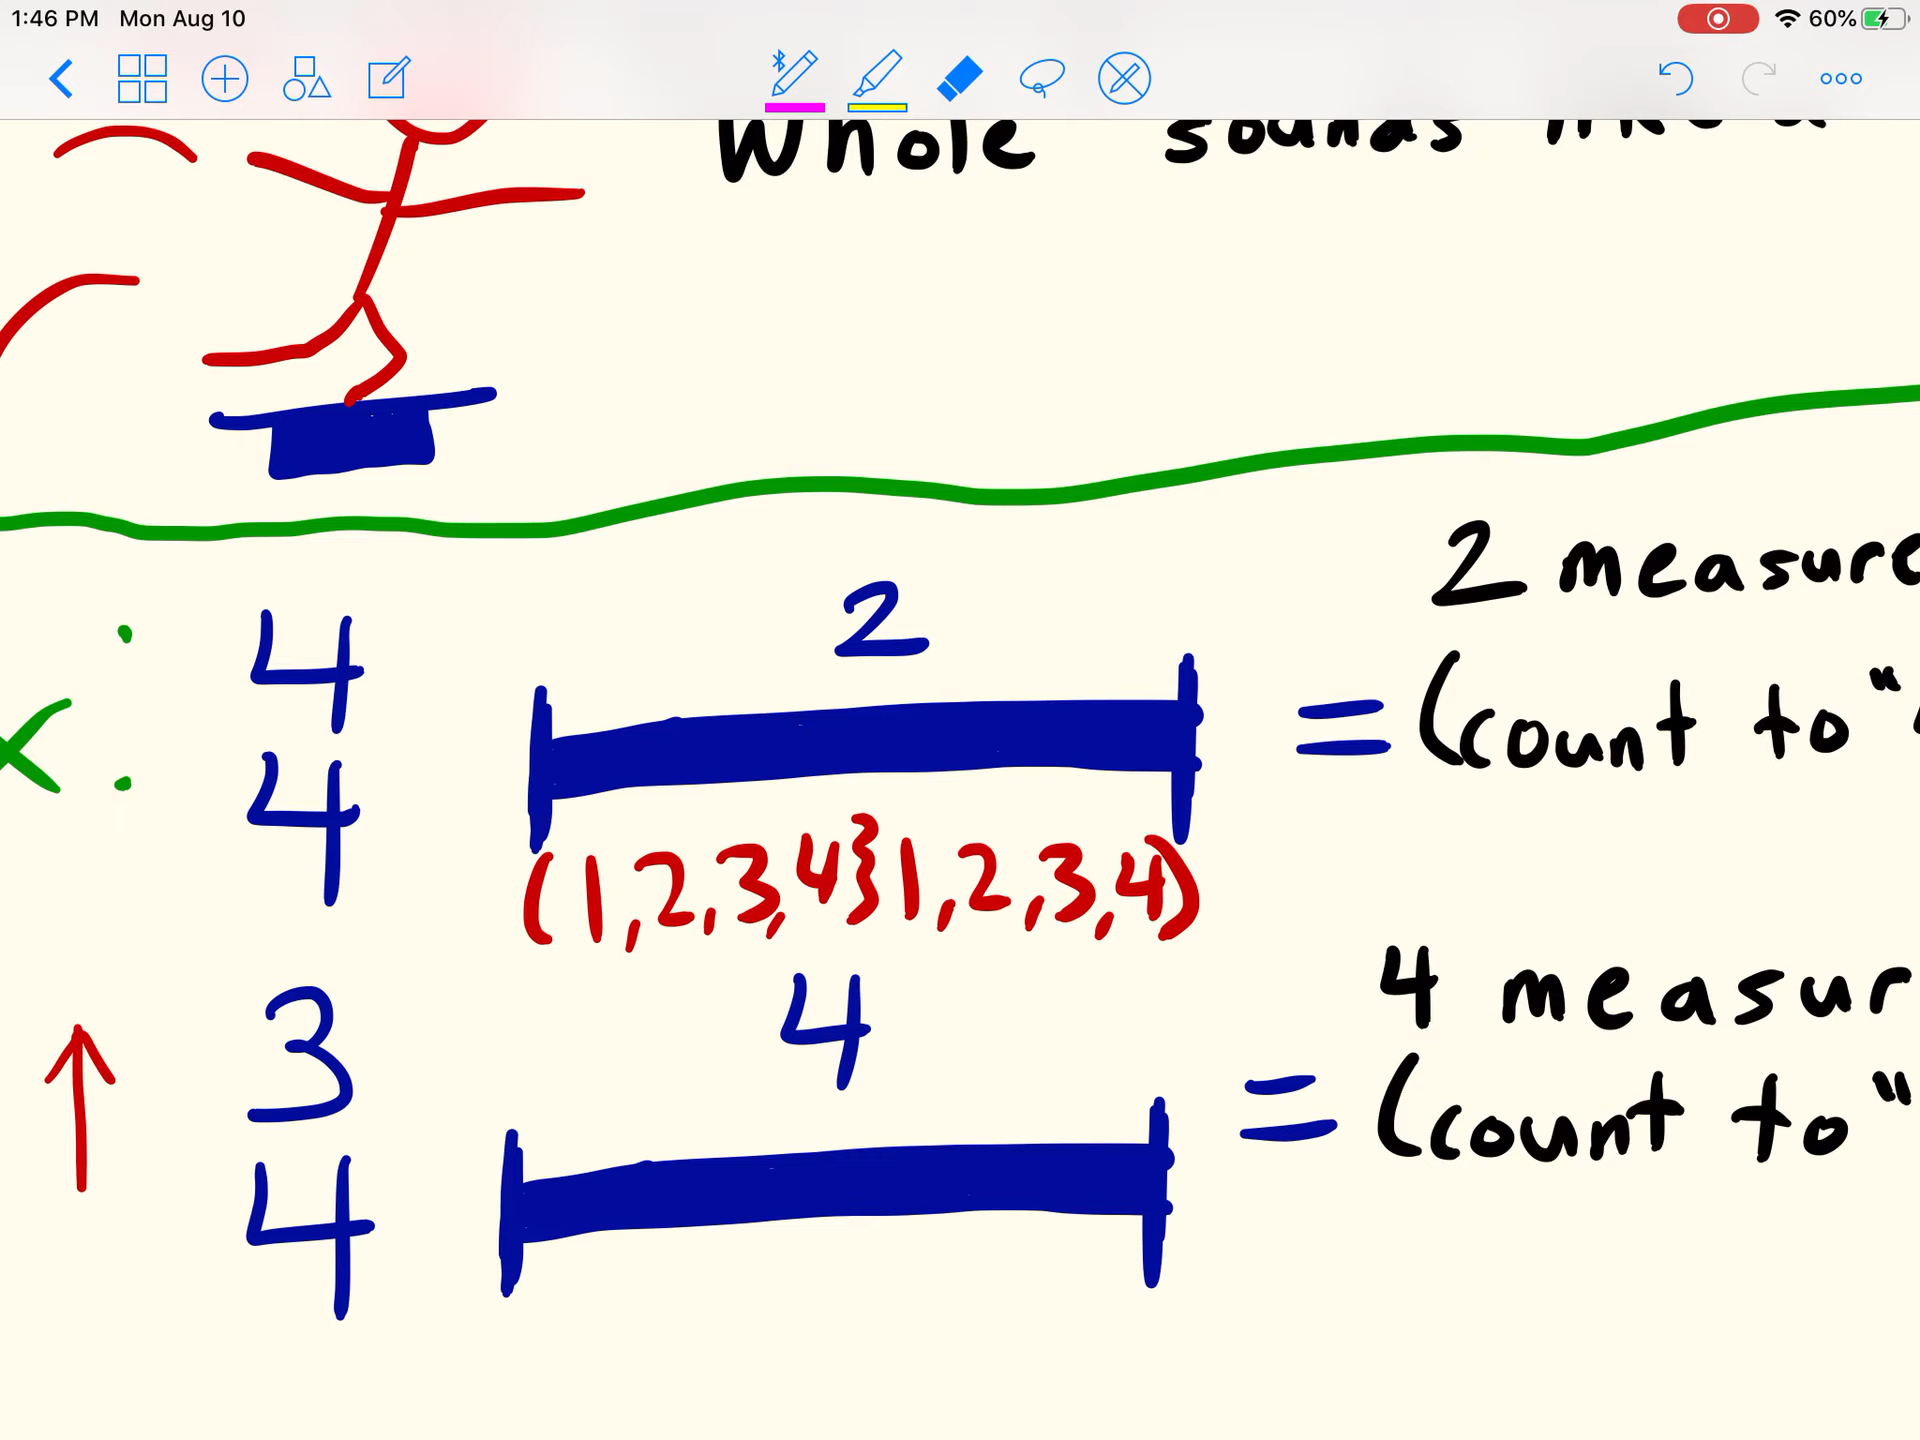 1:46 PM Mon Aug 10
60%
Whole sounds
2
2 measure
4
4
= (count to "
(1,2,3,4}1,2,3,4)
4
4 measur
3
4
= (count to "